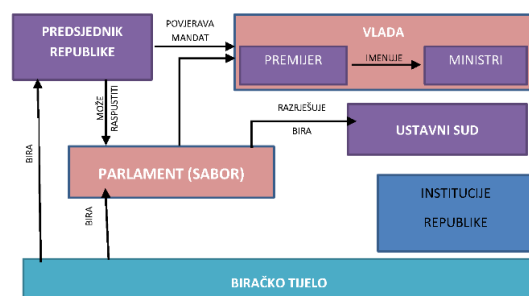 PREDSJEDNIK
REPUBLIKE
POVJERAVA
MANDAT
VLADA
PREMIJER
IMENUJE
MINISTRI
MOŽE
RASPUSTITI
RAZRJEŠUJE
BIRA
USTAVNI SUD
BIRA
PARLAMENT (SABOR)
INSTITUCIJE
REPUBLIKE
BIRA
BIRAČKO TIJELO